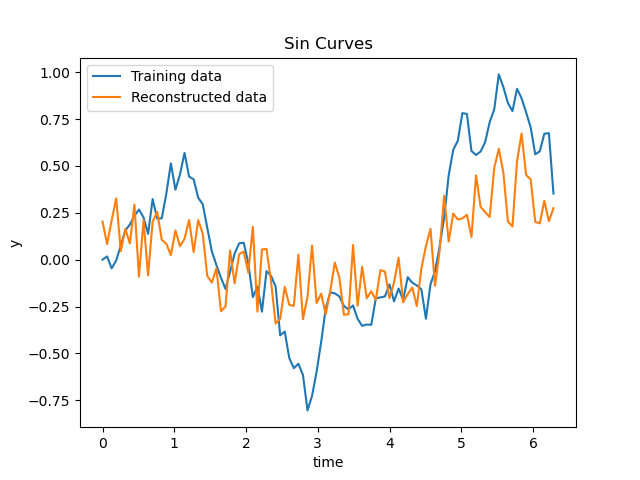 Sin Curves
Training data
Reconstructed data
1.00
0.75
0.50
0.25
0.00
−0.25
−0.50
−0.75
y
0 1 2 3 4 5 6
time